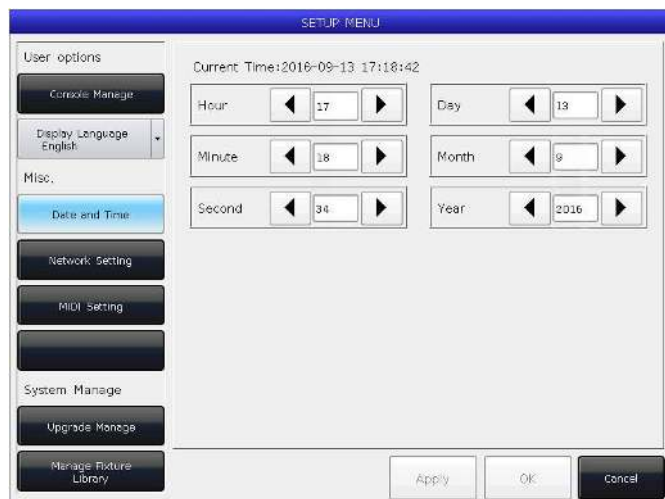 SETUP MENU
User options
Console Manage
Display Language
English
Misc.
Date and Time
Network Setting
MIDI Setting
System Manage
Upgrade Manage
Manage Fixture
Library
Current Time:2016-09-13 17:18:42
Hour 17
Day 13
Minute 18
Month 9
Second 34
Year 2016
Apply
OK
Cancel